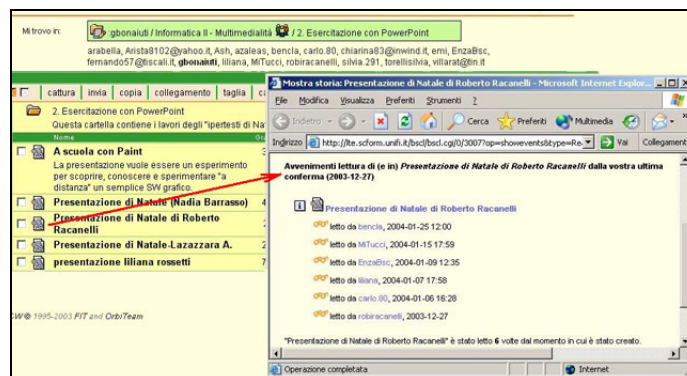 Mi trovo in:
:gbonaiuti / Informatica II - Multimedialità / 2. Esercitazione con PowerPoint
arabella, Arista8102@yahoo.it, Ash, azaleas, bencla, carlo.80, chiarina83@inwind.it, emi, EnzaBsc,
fernando57@tiscali.it, gbonaiuti, liliana, MiTucci, robiracanelli, silvia.291, torellisilvia, villarat@tin.it
cattura invia copia collegamento taglia
2. Esercitazione con PowerPoint
Questa cartella contiene i lavori degli "ipertesti di Na
Nome
A scuola con Paint
La presentazione vuole essere un esperimento
per scoprire, conoscere e sperimentare "a
distanza" un semplice SW grafico.
Presentazione di Natale (Nadia Barrasso) 4
Presentazione di Natale di Roberto
Racanelli
Presentazione di Natale-Lazazzara A. 2
presentazione liliana rossetti 7
© 1995-2003 FIT and OrbiTeam
Mostra storia: Presentazione di Natale di Roberto Racanelli - Microsoft Internet Explor...
File Modifica Visualizza Preferiti Strumenti ?
Indietro Cerca Preferiti Multimedia
Indirizzo http://lte.scform.unifi.it/bscl/bscl.cgi/0/3007?op=showevents&type=Re Vai Collegament
Avvenimenti lettura di (e in) Presentazione di Natale di Roberto Racanelli dalla vostra ultima
conferma (2003-12-27)
Presentazione di Natale di Roberto Racanelli
letto da bencla, 2004-01-25 12:00
letto da MiTucci, 2004-01-15 17:59
letto da EnzaBsc, 2004-01-09 12:35
letto da liliana, 2004-01-07 17:58
letto da carlo.80, 2004-01-06 16:28
letto da robiracanelli, 2003-12-27
"Presentazione di Natale di Roberto Racanelli" è stato letto 6 volte dal momento in cui è stato creato.
Operazione completata Internet